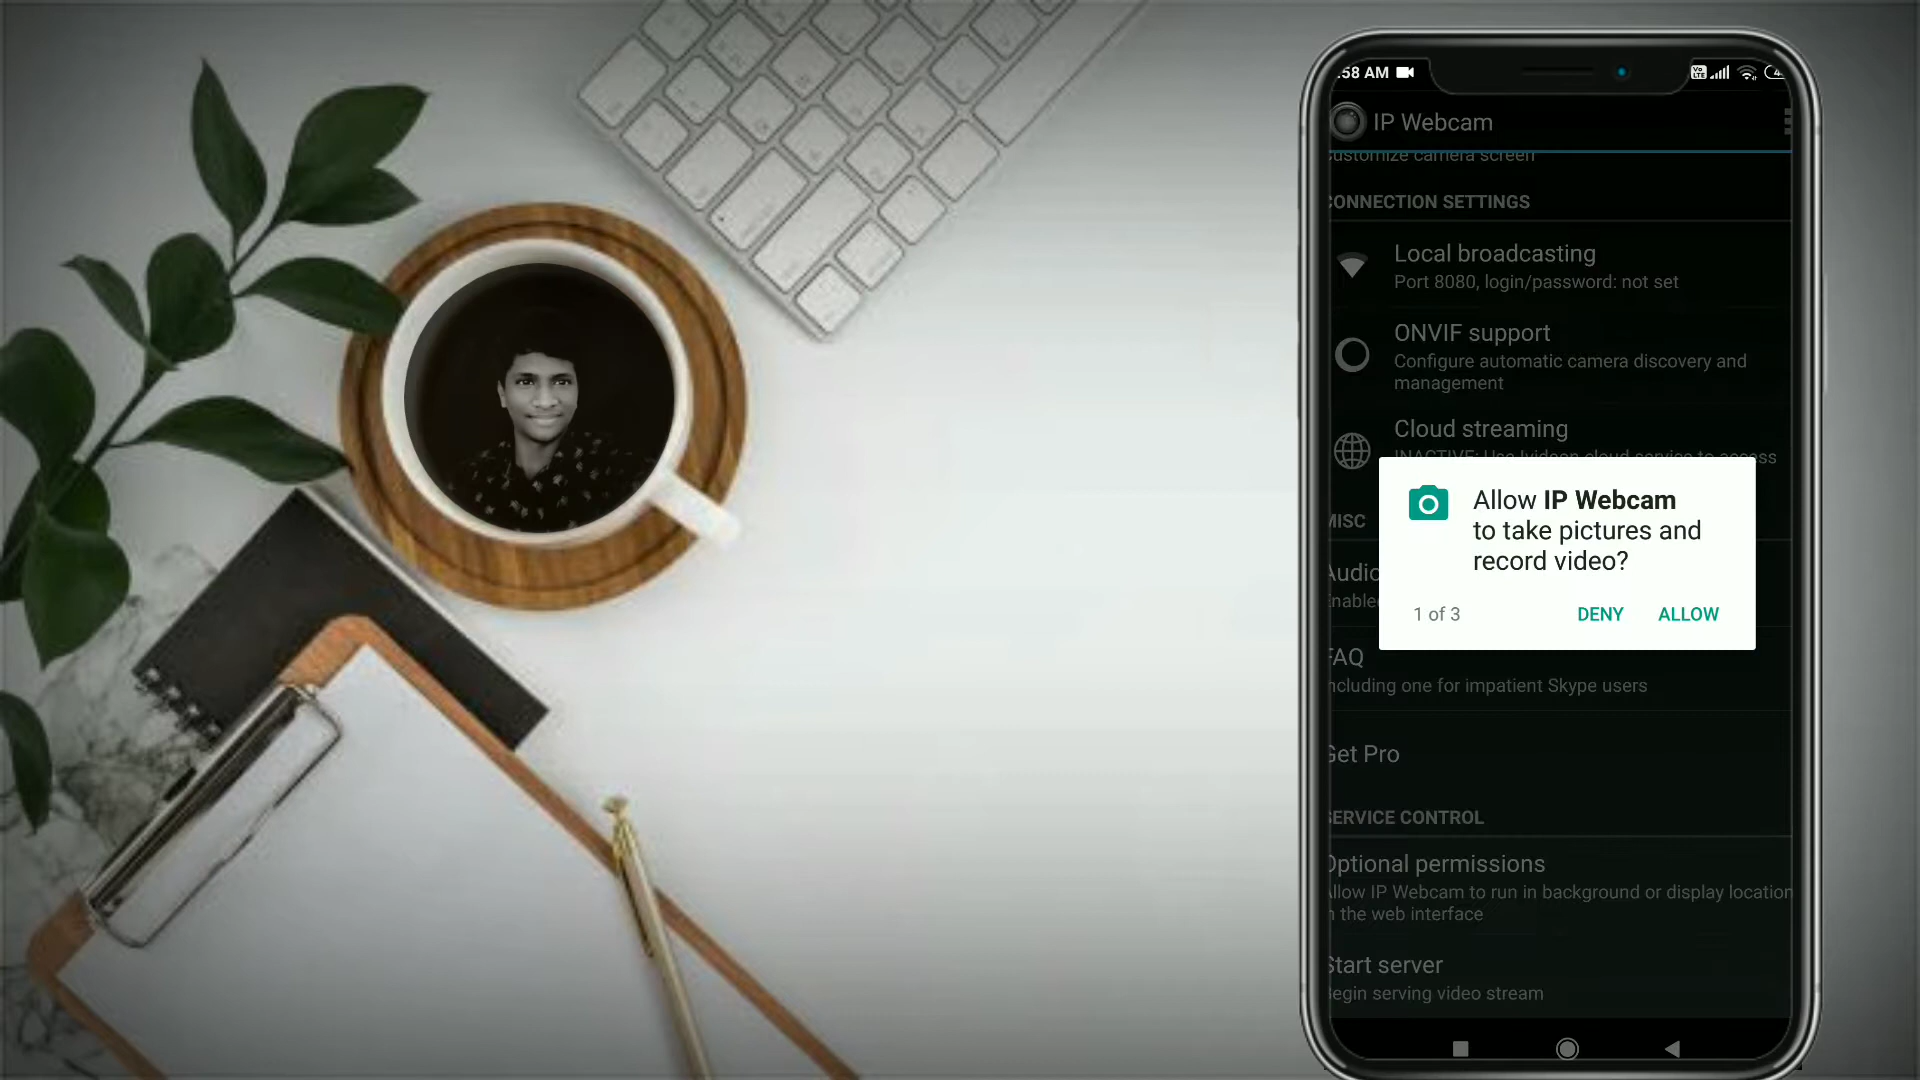 :58 AM
Vo LTE
IP Webcam
Customize camera screen
CONNECTION SETTINGS
Local broadcasting
Port 8080, login/password: not set
ONVIF support
Configure automatic camera discovery and
management
Cloud streaming
INACTIVE: Use Ivideon cloud service to access
Allow IP Webcam
to take pictures and
record video?
1 of 3
DENY
ALLOW
MISC
Audio
Enable
FAQ
Including one for impatient Skype users
Get Pro
SERVICE CONTROL
Optional permissions
Allow IP Webcam to run in background or display location
in the web interface
Start server
Begin serving video stream